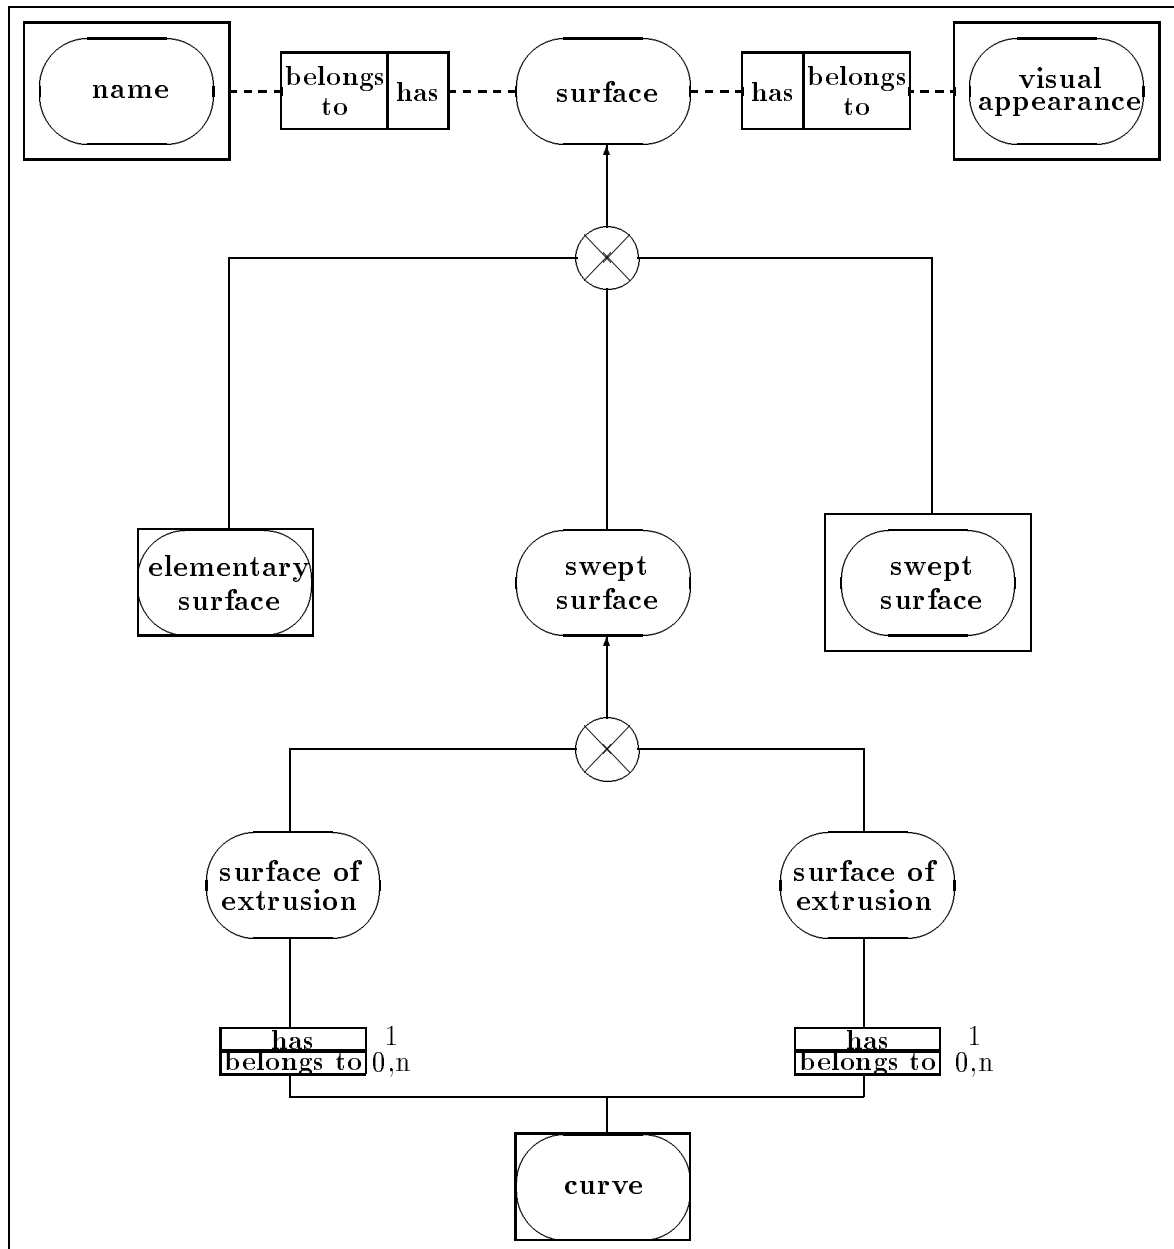 name
belongs
to
has
surface
has
belongs
to
visual
appearance
elementary
surface
swept
surface
swept
surface
surface of
extrusion
surface of
extrusion
has 1
belongs to 0,n
has 1
belongs to 0,n
curve